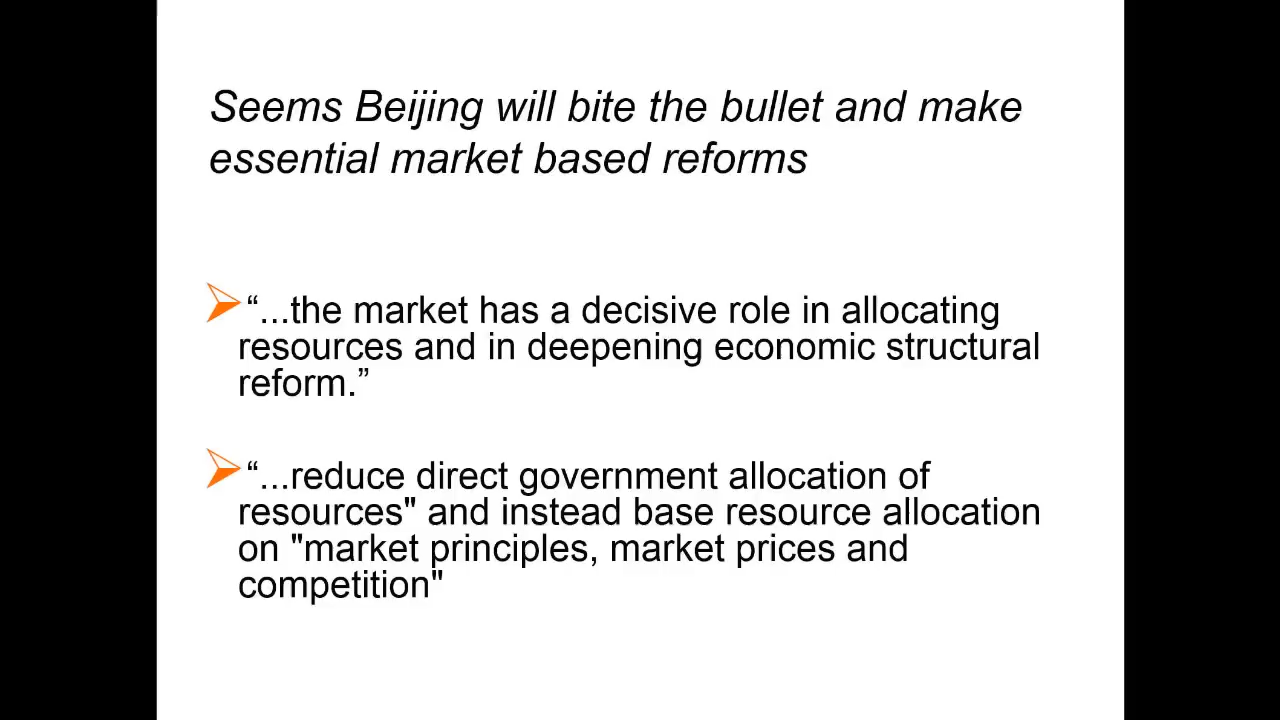 Seems Beijing will bite the bullet and make
essential market based reforms
“...the market has a decisive role in allocating
resources and in deepening economic structural
reform.”
“...reduce direct government allocation of
resources" and instead base resource allocation
on "market principles, market prices and
competition"